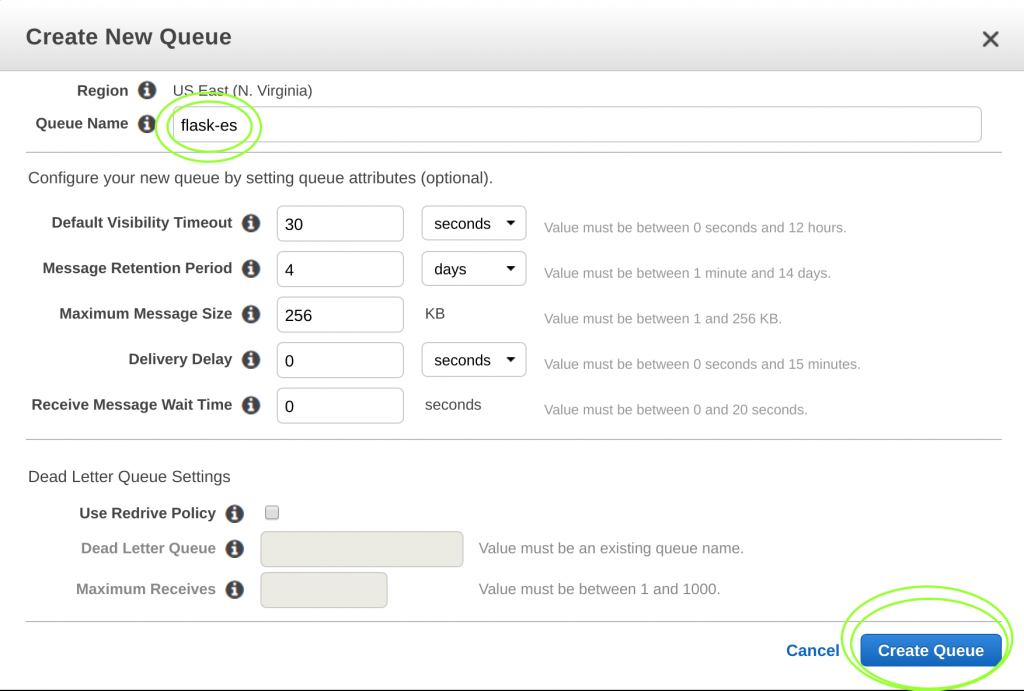 Create New Queue
Region US East (N. Virginia)
Queue Name flask-es
Configure your new queue by setting queue attributes (optional).
Default Visibility Timeout 30 seconds Value must be between 0 seconds and 12 hours.
Message Retention Period 4 days Value must be between 1 minute and 14 days.
Maximum Message Size 256 KB Value must be between 1 and 256 KB.
Delivery Delay 0 seconds Value must be between 0 seconds and 15 minutes.
Receive Message Wait Time 0 seconds Value must be between 0 and 20 seconds.
Dead Letter Queue Settings
Use Redrive Policy
Dead Letter Queue Value must be an existing queue name.
Maximum Receives Value must be between 1 and 1000.
Cancel Create Queue